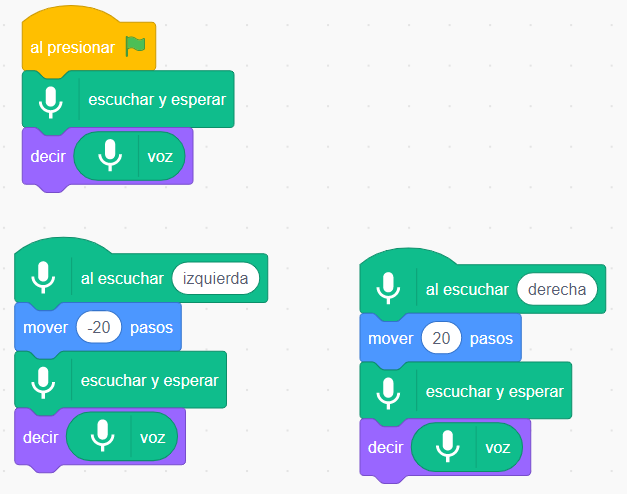 al presionar
escuchar y esperar
decir voz
al escuchar izquierda
mover -20 pasos
escuchar y esperar
decir voz
al escuchar derecha
mover 20 pasos
escuchar y esperar
decir voz